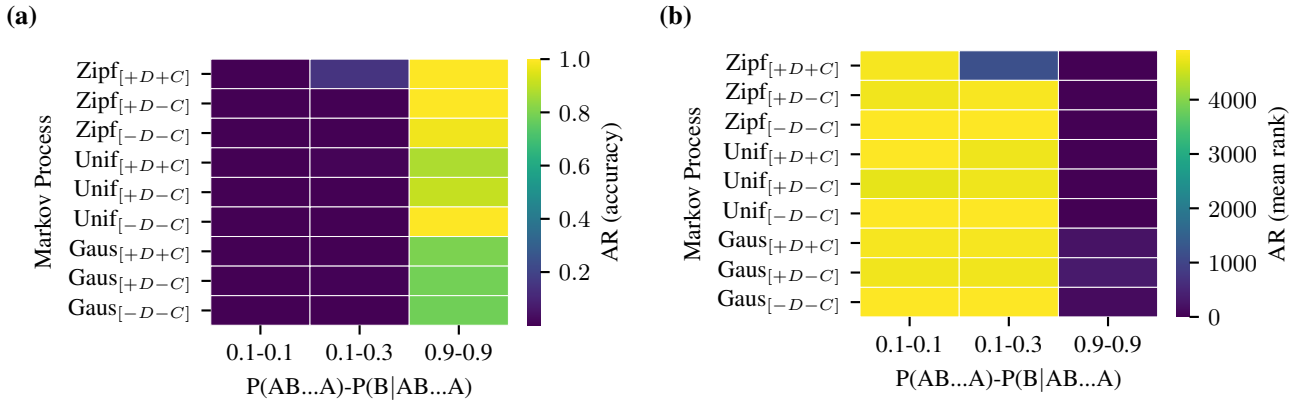 (a)
Markov Process
Zipf[+D+C]
Zipf[+D−C]
Zipf[−D−C]
Unif[+D+C]
Unif[+D−C]
Unif[−D−C]
Gaus[+D+C]
Gaus[+D−C]
Gaus[−D−C]
0.1-0.1 0.1-0.3 0.9-0.9
P(AB...A)-P(B|AB...A)
1.0
0.8
0.6
0.4
0.2
AR (accuracy)
(b)
Markov Process
Zipf[+D+C]
Zipf[+D−C]
Zipf[−D−C]
Unif[+D+C]
Unif[+D−C]
Unif[−D−C]
Gaus[+D+C]
Gaus[+D−C]
Gaus[−D−C]
0.1-0.1 0.1-0.3 0.9-0.9
P(AB...A)-P(B|AB...A)
4000
3000
2000
1000
0
AR (mean rank)